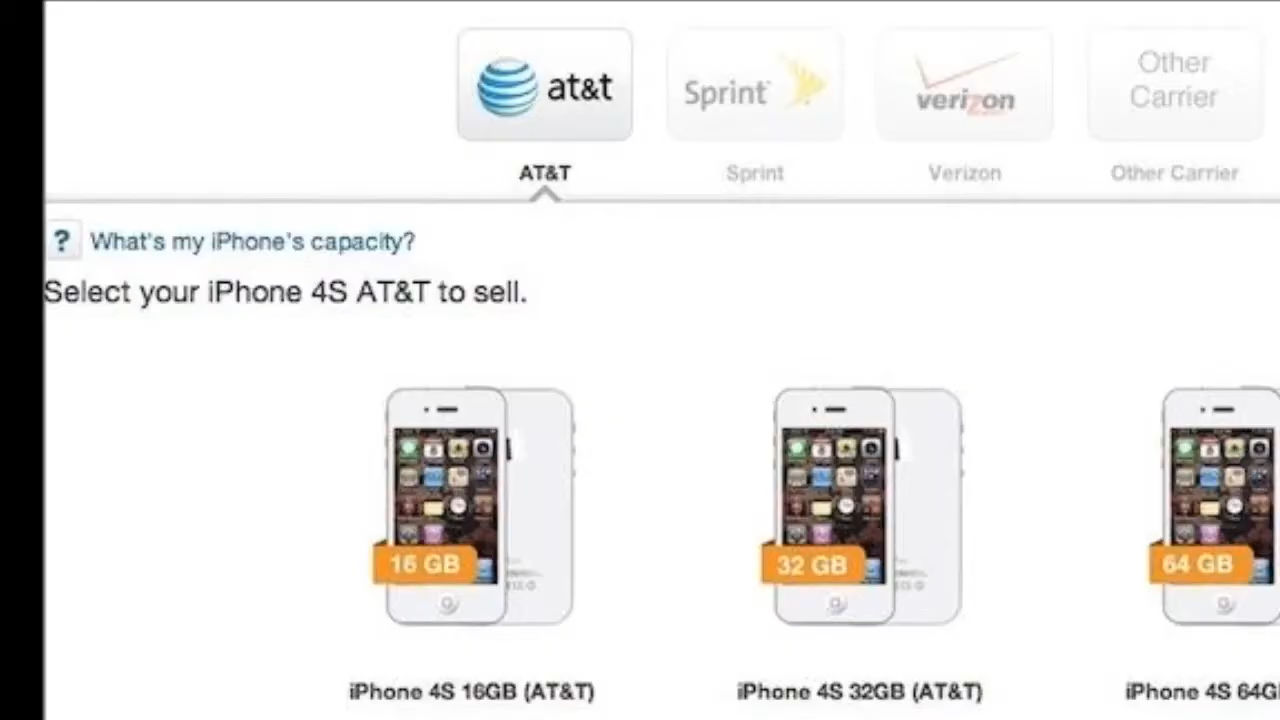 at&t
Sprint
verizon
Other
Carrier
AT&T
Sprint
Verizon
Other Carrier
? What's my iPhone's capacity?
Select your iPhone 4S AT&T to sell.
16 GB
32 GB
64 GB
iPhone 4S 16GB (AT&T)
iPhone 4S 32GB (AT&T)
iPhone 4S 64G